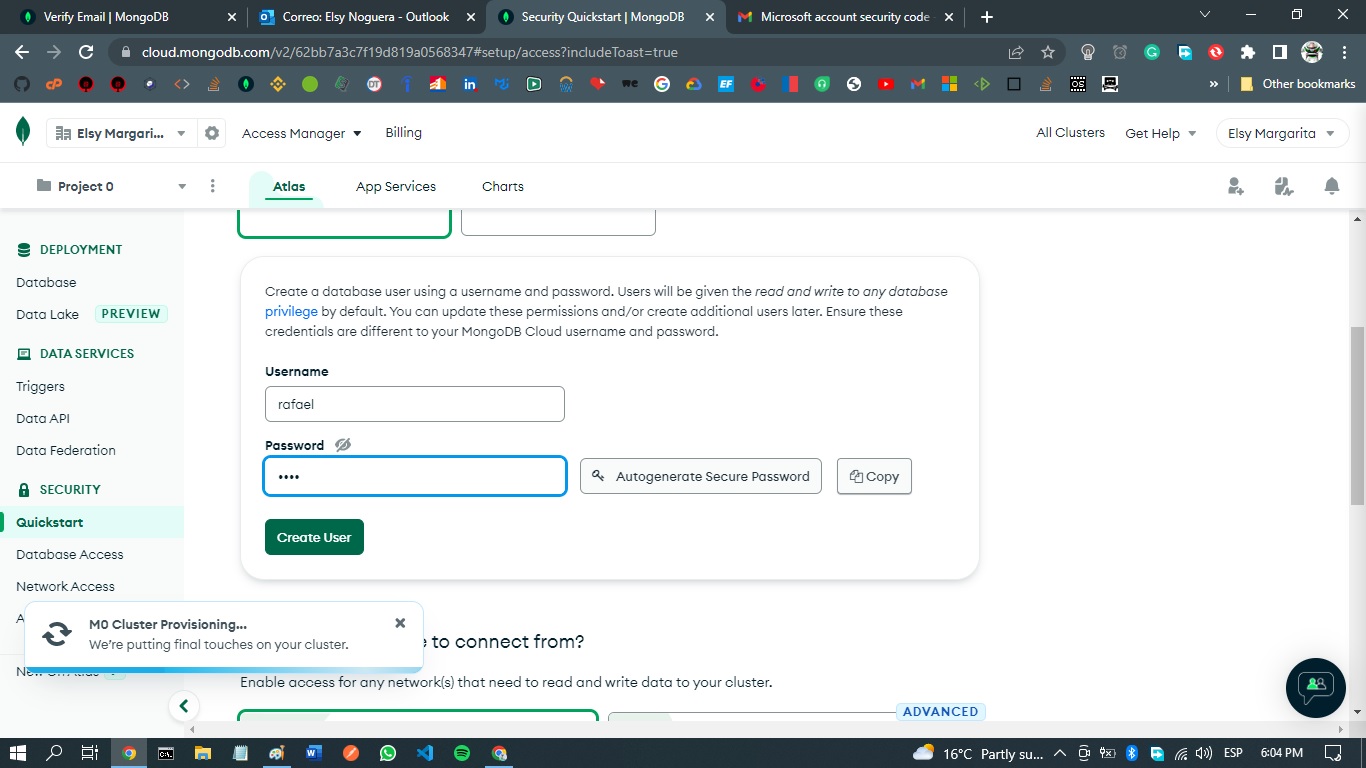 Verify Email | MongoDB
Correo: Elsy Noguera - Outlook
Security Quickstart | MongoDB
Microsoft account security code -
cloud.mongodb.com/v2/62bb7a3c7f19d819a0568347#setup/access?includeToast=true
Other bookmarks
Elsy Margari...
Access Manager
Billing
All Clusters
Get Help
Elsy Margarita
Project 0
Atlas
App Services
Charts
DEPLOYMENT
Database
Data Lake PREVIEW
DATA SERVICES
Triggers
Data API
Data Federation
SECURITY
Quickstart
Database Access
Network Access
Create a database user using a username and password. Users will be given the read and write to any database
privilege by default. You can update these permissions and/or create additional users later. Ensure these
credentials are different to your MongoDB Cloud username and password.
Username
rafael
Password
••••
Autogenerate Secure Password
Copy
Create User
M0 Cluster Provisioning...
We're putting final touches on your cluster.
e to connect from?
Enable access for any network(s) that need to read and write data to your cluster.
ADVANCED
16°C Partly su...
ESP
6:04 PM